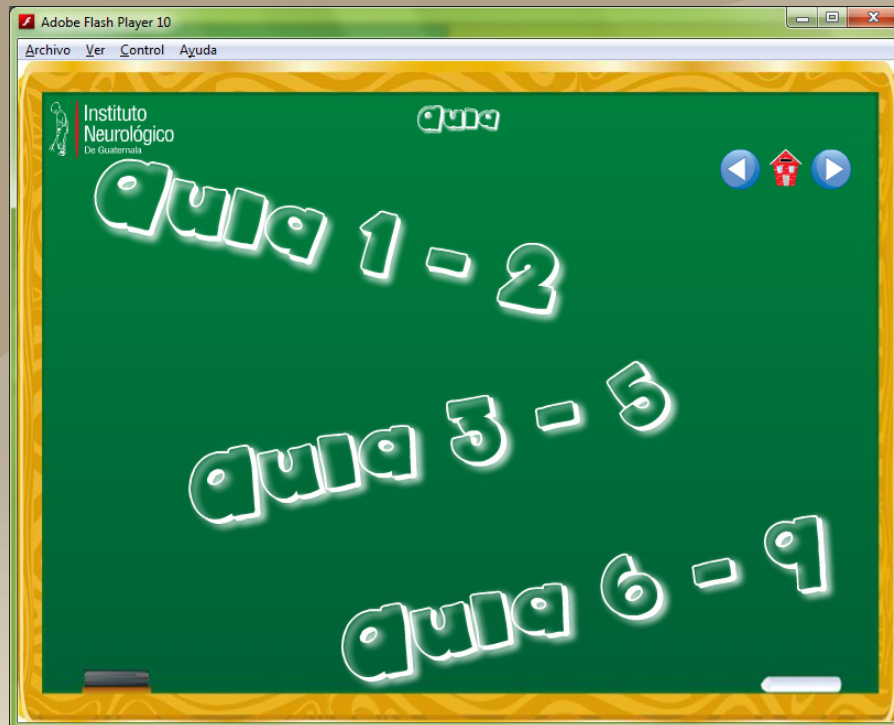 Adobe Flash Player 10
Archivo Ver Control Ayuda
Instituto
Neurológico
De Guatemala
aula
aula 1 - 2
aula 3 - 5
aula 6 - 9